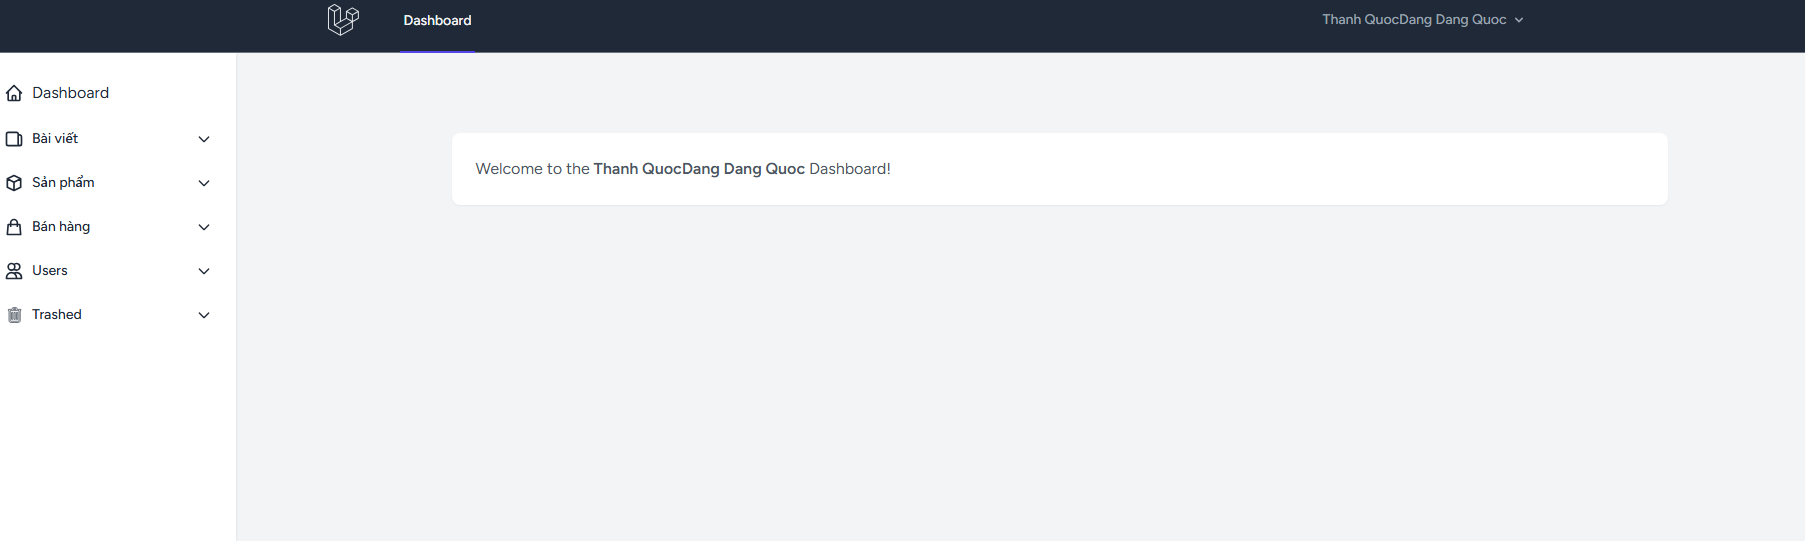 Dashboard
Thanh QuocDang Dang Quoc
Dashboard
Bài viết
Sản phẩm
Bán hàng
Users
Trashed
Welcome to the Thanh QuocDang Dang Quoc Dashboard!